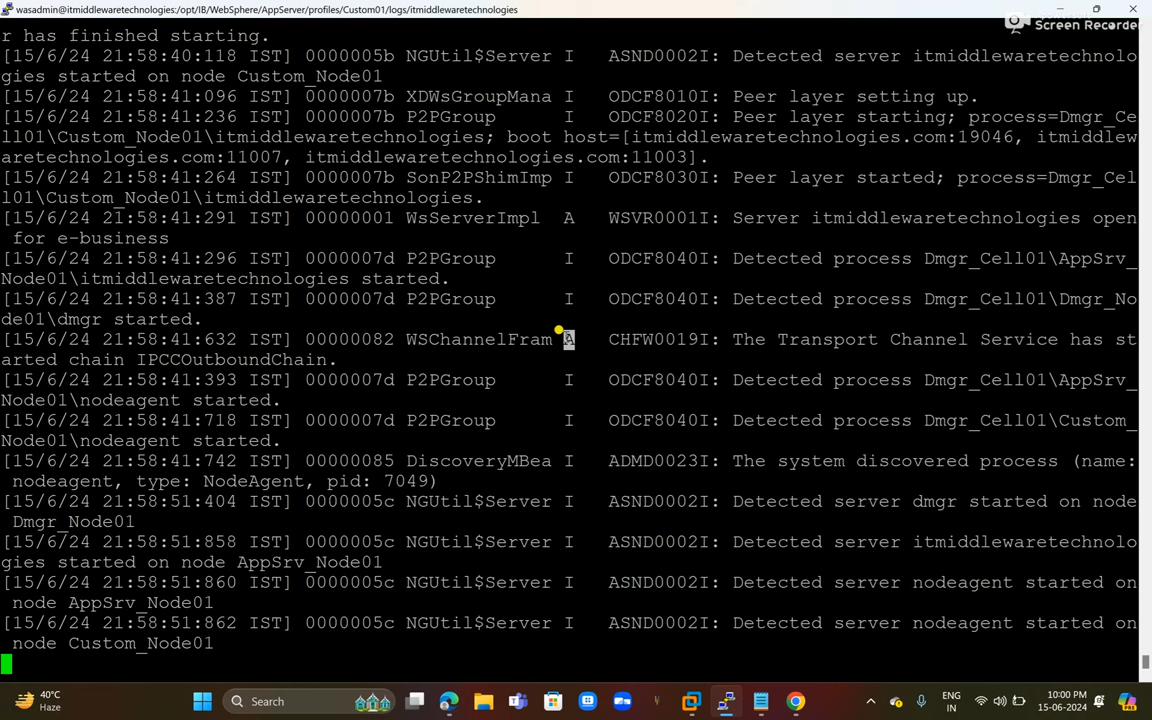 wasadmin@itmiddlewaretechnologies:/opt/IB/WebSphere/AppServer/profiles/Custom01/logs/itmiddlewaretechnologies
Screen Recorder
r has finished starting.
[15/6/24 21:58:40:118 IST] 0000005b NGUtil$Server I   ASND0002I: Detected server itmiddlewaretechnolo
gies started on node Custom_Node01
[15/6/24 21:58:41:096 IST] 0000007b XDWsGroupMana I   ODCF8010I: Peer layer setting up.
[15/6/24 21:58:41:236 IST] 0000007b P2PGroup      I   ODCF8020I: Peer layer starting; process=Dmgr_Ce
ll01\Custom_Node01\itmiddlewaretechnologies; boot host=[itmiddlewaretechnologies.com:19046, itmiddlew
aretechnologies.com:11007, itmiddlewaretechnologies.com:11003].
[15/6/24 21:58:41:264 IST] 0000007b SonP2PShimImp I   ODCF8030I: Peer layer started; process=Dmgr_Cel
l01\Custom_Node01\itmiddlewaretechnologies.
[15/6/24 21:58:41:291 IST] 00000001 WsServerImpl  A   WSVR0001I: Server itmiddlewaretechnologies open
 for e-business
[15/6/24 21:58:41:296 IST] 0000007d P2PGroup      I   ODCF8040I: Detected process Dmgr_Cell01\AppSrv_
Node01\itmiddlewaretechnologies started.
[15/6/24 21:58:41:387 IST] 0000007d P2PGroup      I   ODCF8040I: Detected process Dmgr_Cell01\Dmgr_No
de01\dmgr started.
[15/6/24 21:58:41:632 IST] 00000082 WSChannelFram A   CHFW0019I: The Transport Channel Service has st
arted chain IPCCOutboundChain.
[15/6/24 21:58:41:393 IST] 0000007d P2PGroup      I   ODCF8040I: Detected process Dmgr_Cell01\AppSrv_
Node01\nodeagent started.
[15/6/24 21:58:41:718 IST] 0000007d P2PGroup      I   ODCF8040I: Detected process Dmgr_Cell01\Custom_
Node01\nodeagent started.
[15/6/24 21:58:41:742 IST] 00000085 DiscoveryMBea I   ADMD0023I: The system discovered process (name:
 nodeagent, type: NodeAgent, pid: 7049)
[15/6/24 21:58:51:404 IST] 0000005c NGUtil$Server I   ASND0002I: Detected server dmgr started on node
 Dmgr_Node01
[15/6/24 21:58:51:858 IST] 0000005c NGUtil$Server I   ASND0002I: Detected server itmiddlewaretechnolo
gies started on node AppSrv_Node01
[15/6/24 21:58:51:860 IST] 0000005c NGUtil$Server I   ASND0002I: Detected server nodeagent started on
 node AppSrv_Node01
[15/6/24 21:58:51:862 IST] 0000005c NGUtil$Server I   ASND0002I: Detected server nodeagent started on
 node Custom_Node01
40°C
Haze
Search
ENG
IN
10:00 PM
15-06-2024